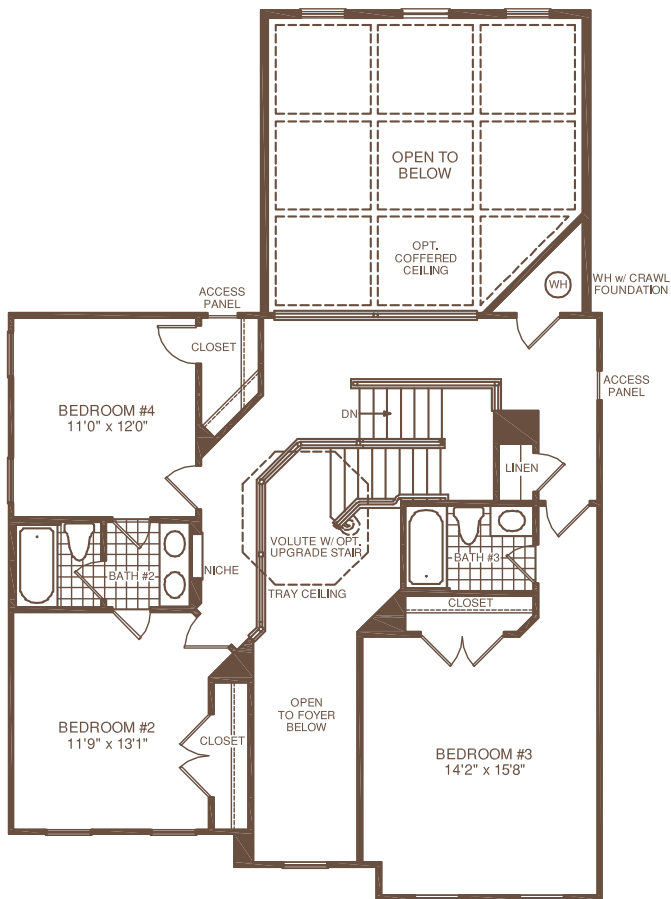 OPEN TO
BELOW
OPT.
COFFERED
CEILING
WH
WH w/ CRAWL
FOUNDATION
ACCESS
PANEL
CLOSET
ACCESS
PANEL
BEDROOM #4
11'0" x 12'0"
DN
LINEN
VOLUTE W/ OPT.
UPGRADE STAIR
BATH #3
BATH #2
NICHE
TRAY CEILING
CLOSET
OPEN
TO FOYER
BELOW
BEDROOM #2
11'9" x 13'1"
CLOSET
BEDROOM #3
14'2" x 15'8"